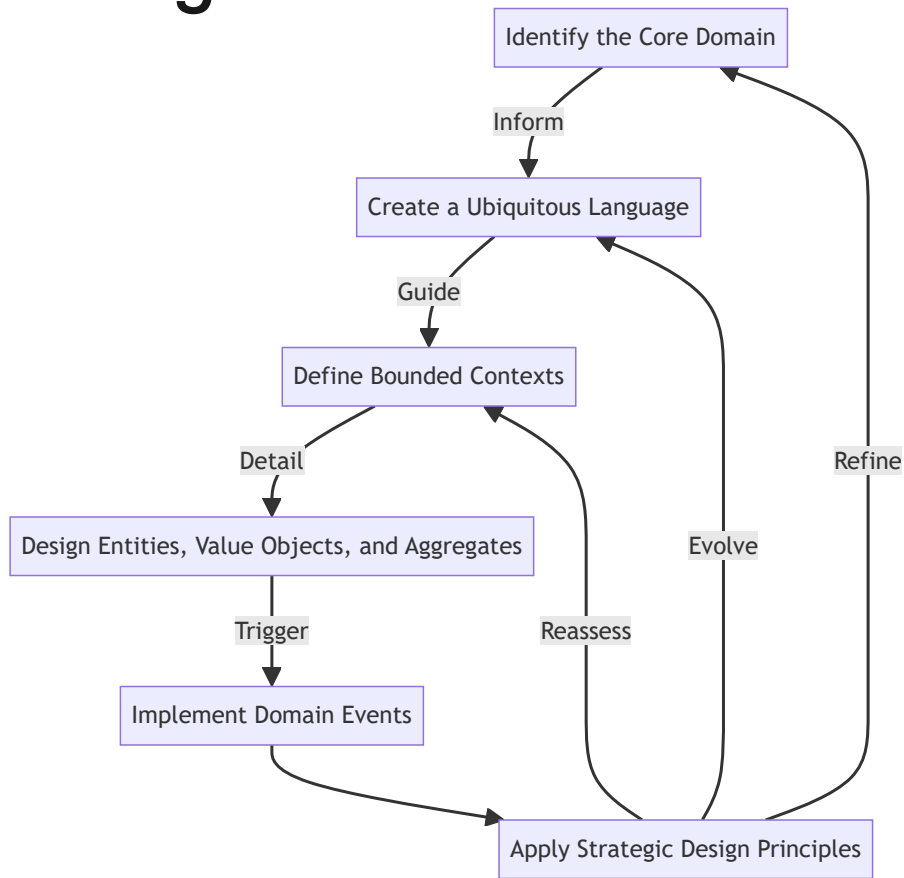 Identify the Core Domain
Inform
Create a Ubiquitous Language
Guide
Define Bounded Contexts
Detail
Refine
Design Entities, Value Objects, and Aggregates
Evolve
Trigger
Reassess
Implement Domain Events
Apply Strategic Design Principles